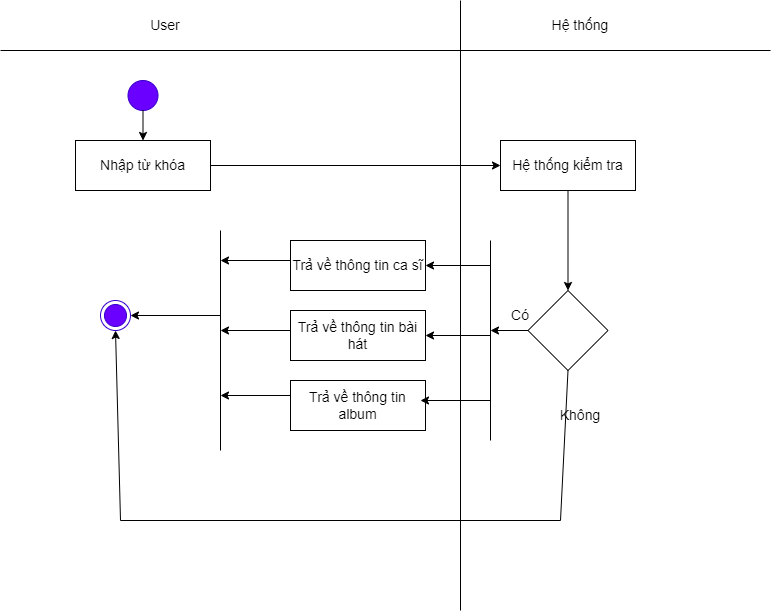 User
Hệ thống
Nhập từ khóa
Hệ thống kiểm tra
Trả về thông tin ca sĩ
Có
Trả về thông tin bài
hát
Trả về thông tin
album
Không